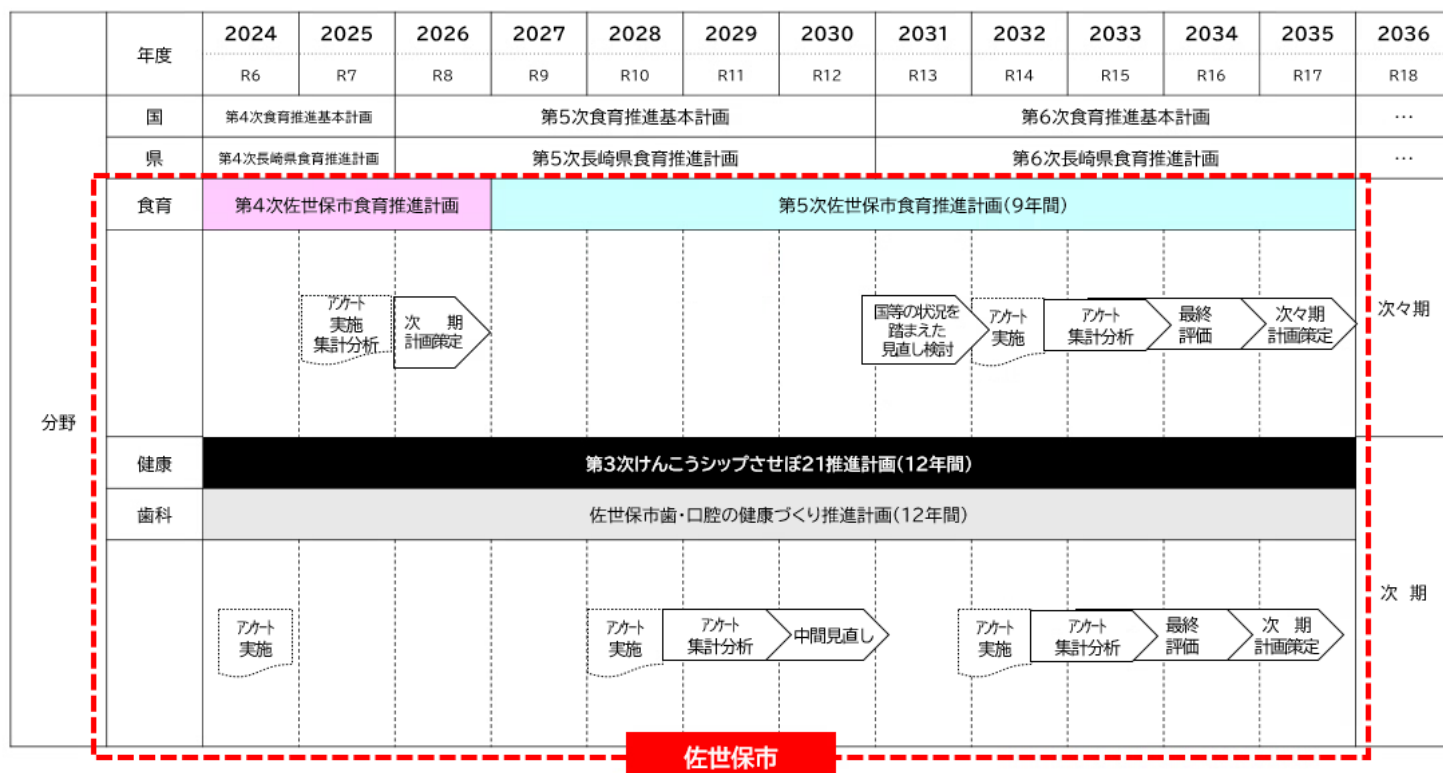 年度
2024 2025 2026 2027 2028 2029 2030 2031 2032 2033 2034 2035 2036
R6 R7 R8 R9 R10 R11 R12 R13 R14 R15 R16 R17 R18
分野
国 第4次食育推進基本計画 第5次食育推進基本計画 第6次食育推進基本計画 …
県 第4次長崎県食育推進計画 第5次長崎県食育推進計画 第6次長崎県食育推進計画 …
食育 第4次佐世保市食育推進計画 第5次佐世保市食育推進計画(9年間)
アンケート
実施
集計分析
次 期
計画策定
国等の状況を
踏まえた
見直し検討
アンケート
実施
アンケート
集計分析
最終
評価
次々期
計画策定
次々期
健康 第3次けんこうシップさせぼ21推進計画(12年間)
歯科 佐世保市歯・口腔の健康づくり推進計画(12年間)
アンケート
実施
アンケート
実施
アンケート
集計分析
中間見直し
アンケート
実施
アンケート
集計分析
最終
評価
次 期
計画策定
次 期
佐世保市